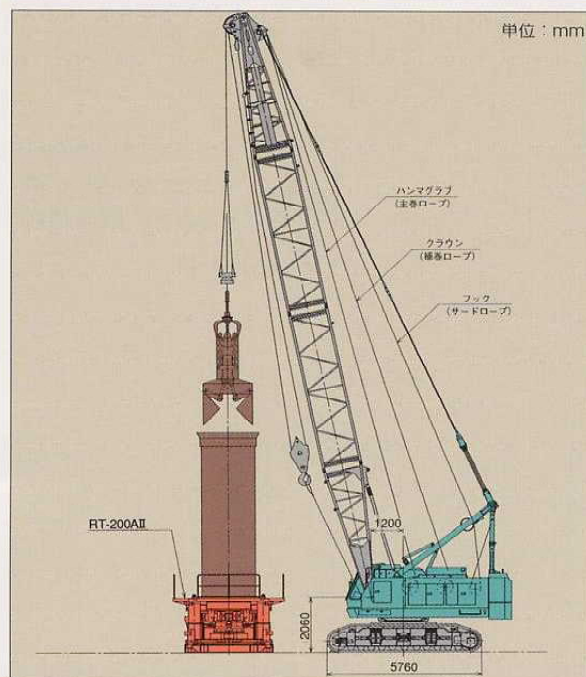 単位：mm
ハンマグラブ
(主巻ロープ)
クラウン
(補巻ロープ)
フック
(サードロープ)
1200
RT-200AⅡ
2060
5760